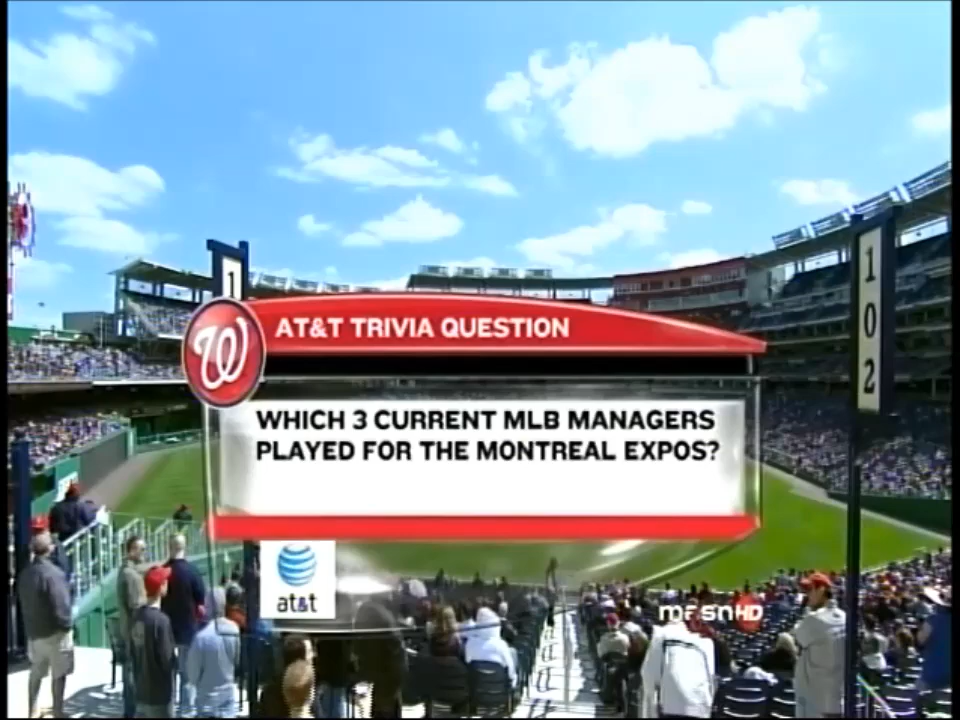 1
102
W
AT&T TRIVIA QUESTION
WHICH 3 CURRENT MLB MANAGERS
PLAYED FOR THE MONTREAL EXPOS?
at&t
masnHD